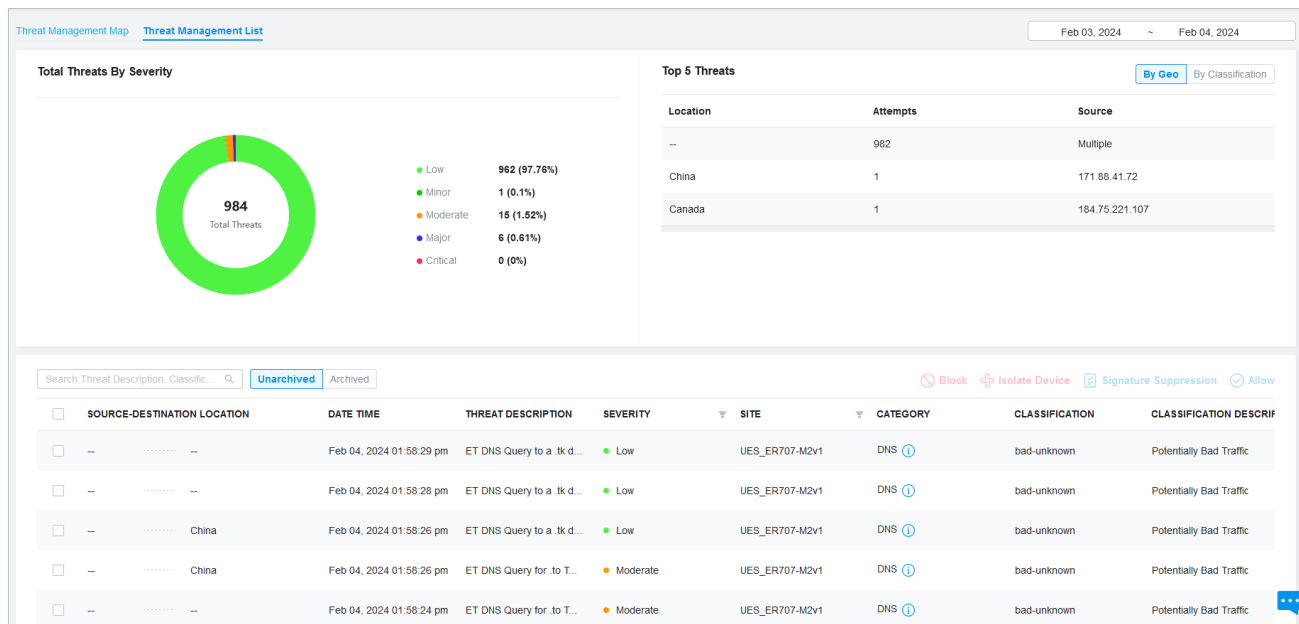 Threat Management Map Threat Management List Feb 03, 2024 ~ Feb 04, 2024
Total Threats By Severity
984
Total Threats
Low 962 (97.76%)
Minor 1 (0.1%)
Moderate 15 (1.52%)
Major 6 (0.61%)
Critical 0 (0%)
Top 5 Threats By Geo By Classification
Location Attempts Source
-- 982 Multiple
China 1 171.88.41.72
Canada 1 184.75.221.107
Search Threat Description, Classific... Unarchived Archived Block Isolate Device Signature Suppression Allow
SOURCE-DESTINATION LOCATION DATE TIME THREAT DESCRIPTION SEVERITY SITE CATEGORY CLASSIFICATION CLASSIFICATION DESCRIF
-- -- Feb 04, 2024 01:58:29 pm ET DNS Query to a .tk d... Low UES_ER707-M2v1 DNS bad-unknown Potentially Bad Traffic
-- -- Feb 04, 2024 01:58:28 pm ET DNS Query to a .tk d... Low UES_ER707-M2v1 DNS bad-unknown Potentially Bad Traffic
-- China Feb 04, 2024 01:58:26 pm ET DNS Query to a .tk d... Low UES_ER707-M2v1 DNS bad-unknown Potentially Bad Traffic
-- China Feb 04, 2024 01:58:26 pm ET DNS Query for .to T... Moderate UES_ER707-M2v1 DNS bad-unknown Potentially Bad Traffic
-- -- Feb 04, 2024 01:58:24 pm ET DNS Query for .to T... Moderate UES_ER707-M2v1 DNS bad-unknown Potentially Bad Traffic